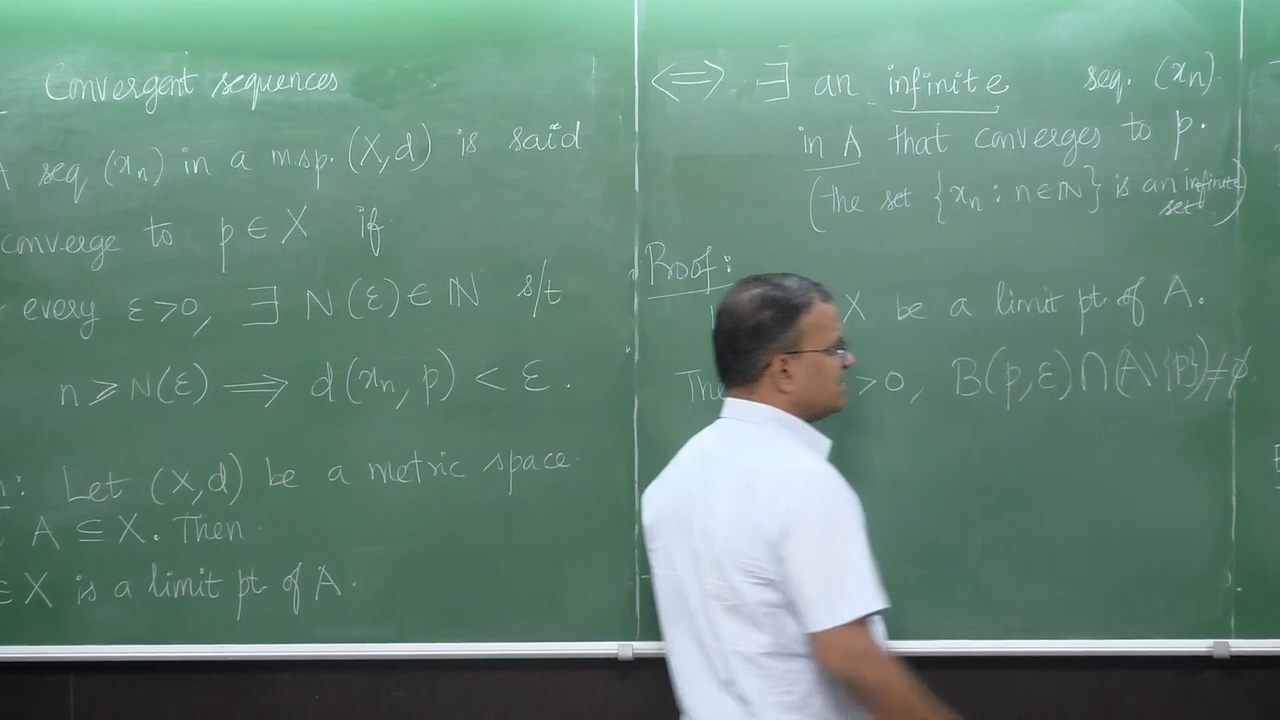 Convergent sequences
A seq (xₙ) in a m.sp. (X,d) is said
converge to p ∈ X if
every ε>0, ∃ N(ε) ∈ ℕ s/t
n ⩾ N(ε) ⟹ d(xₙ, p) < ε.
: Let (X,d) be a metric space.
A ⊆ X. Then
∈ X is a limit pt of A.
⟺ ∃ an infinite seq. (xₙ)
in A that converges to p.
(the set {xₙ : n∈ℕ} is an infinite set.)
Proof:
X be a limit pt of A.
>0, B(p,ε)∩(A\{p})≠ϕ